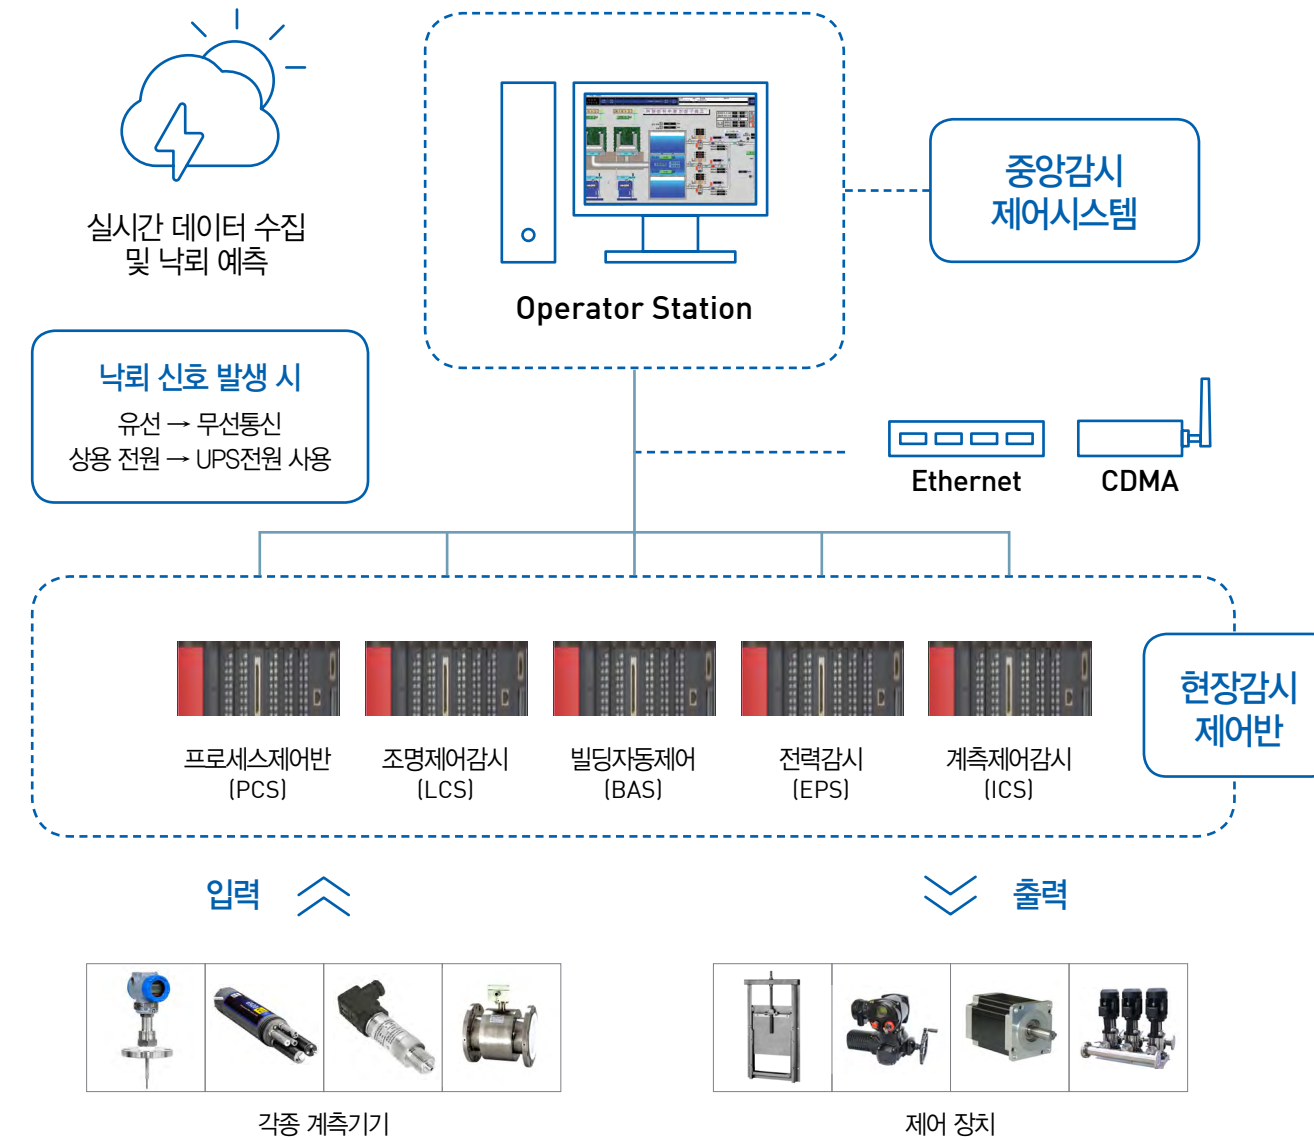 실시간 데이터 수집
및 낙뢰 예측
Operator Station
중앙감시
제어시스템
낙뢰 신호 발생 시
유선 → 무선통신
상용 전원 → UPS전원 사용
Ethernet
CDMA
프로세스제어반
(PCS)
조명제어감시
(LCS)
빌딩자동제어
(BAS)
전력감시
(EPS)
계측제어감시
(ICS)
현장감시
제어반
입력
출력
각종 계측기기
제어 장치